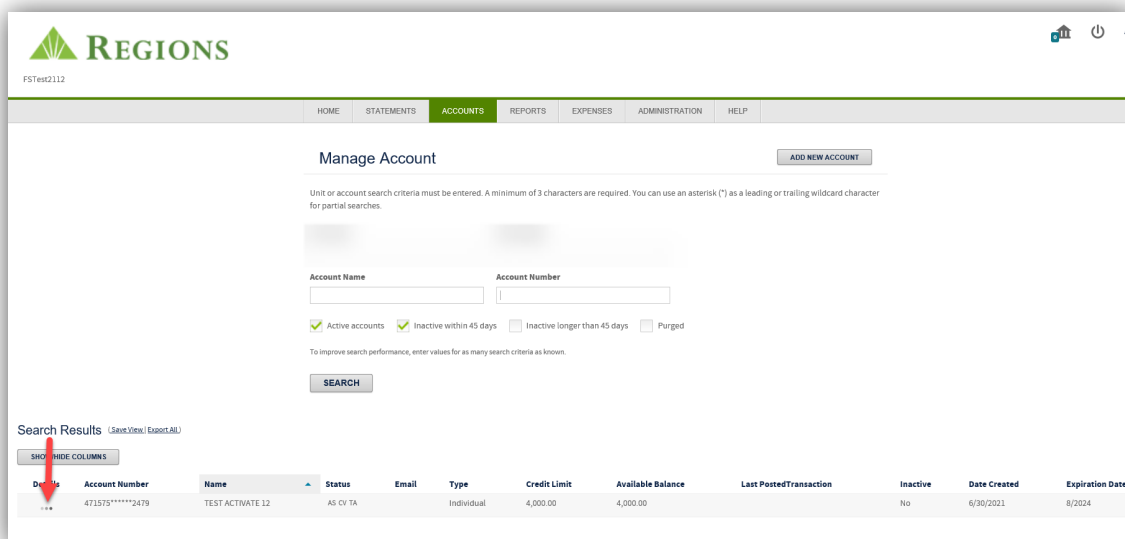 REGIONS
0
FSTest2112
HOME STATEMENTS ACCOUNTS REPORTS EXPENSES ADMINISTRATION HELP
Manage Account
ADD NEW ACCOUNT
Unit or account search criteria must be entered. A minimum of 3 characters are required. You can use an asterisk (*) as a leading or trailing wildcard character
for partial searches.
Account Name Account Number
Active accounts Inactive within 45 days Inactive longer than 45 days Purged
To improve search performance, enter values for as many search criteria as known.
SEARCH
Search Results ( Save View | Export All )
SHOW/HIDE COLUMNS
Details Account Number Name Status Email Type Credit Limit Available Balance Last PostedTransaction Inactive Date Created Expiration Date
471575******2479 TEST ACTIVATE 12 AS CV TA Individual 4,000.00 4,000.00 No 6/30/2021 8/2024